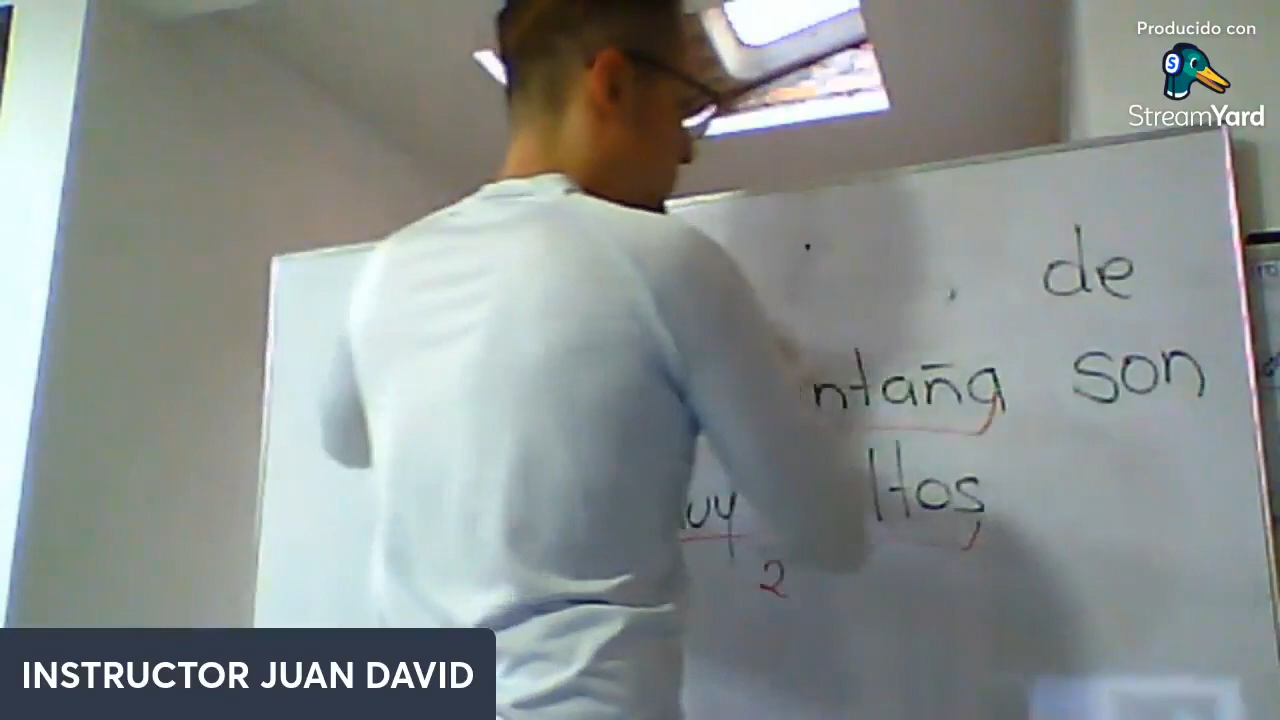 Producido con
StreamYard
de
ntaña son
uy ltos
2
INSTRUCTOR JUAN DAVID